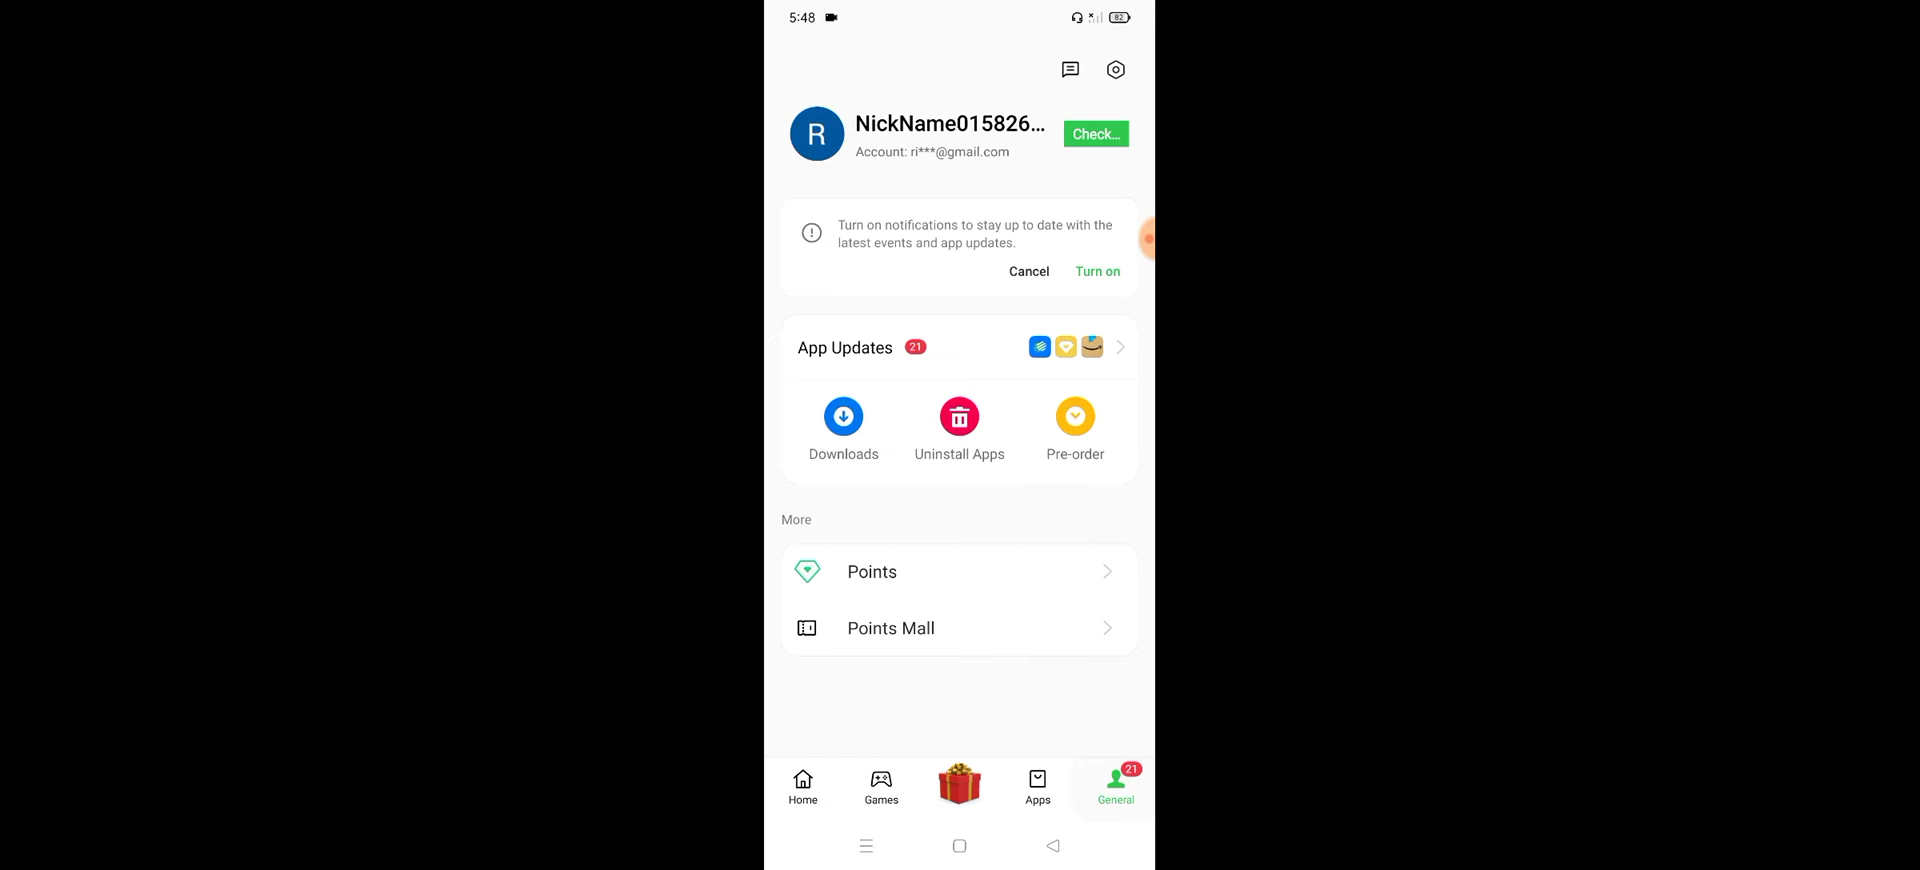 5:48
82
R
NickName015826...
Account: ri***@gmail.com
Check...
Turn on notifications to stay up to date with the
latest events and app updates.
Cancel
Turn on
App Updates 21
Downloads
Uninstall Apps
Pre-order
More
Points
Points Mall
21
Home
Games
Apps
General